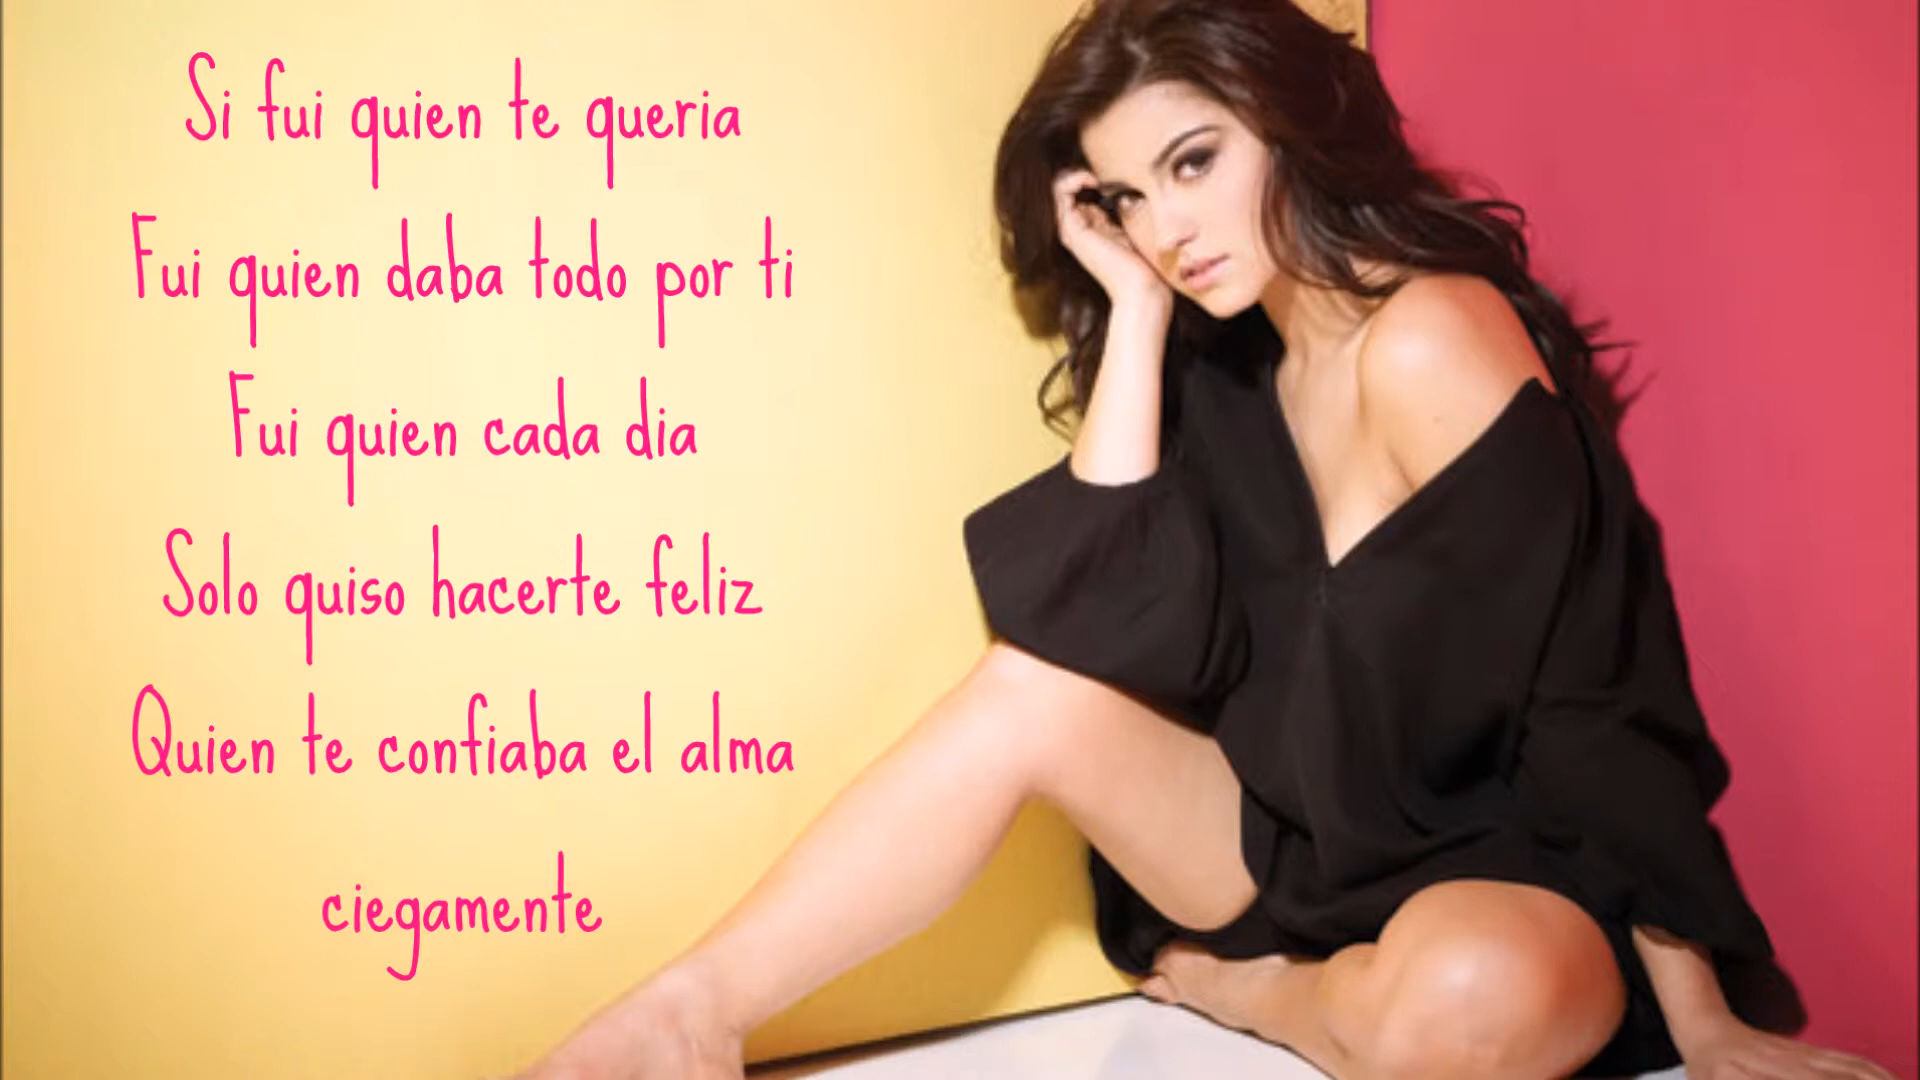 Si fui quien te queria
Fui quien daba todo por ti
Fui quien cada dia
Solo quiso hacerte feliz
Quien te confiaba el alma
ciegamente